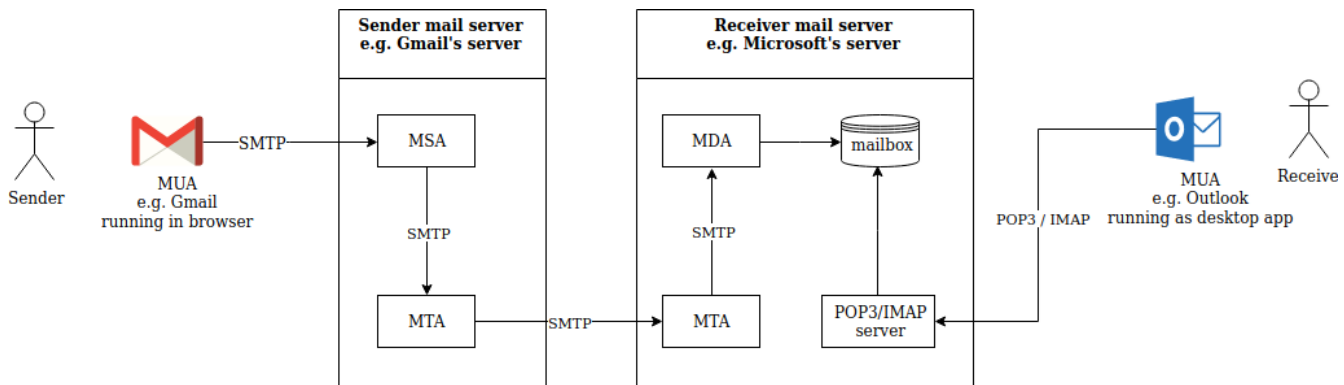 Sender mail server
e.g. Gmail's server
Receiver mail server
e.g. Microsoft's server
Sender
MUA
e.g. Gmail
running in browser
SMTP
MSA
SMTP
MTA
SMTP
MTA
SMTP
MDA
mailbox
POP3/IMAP
server
POP3 / IMAP
O
MUA
e.g. Outlook
running as desktop app
Receive